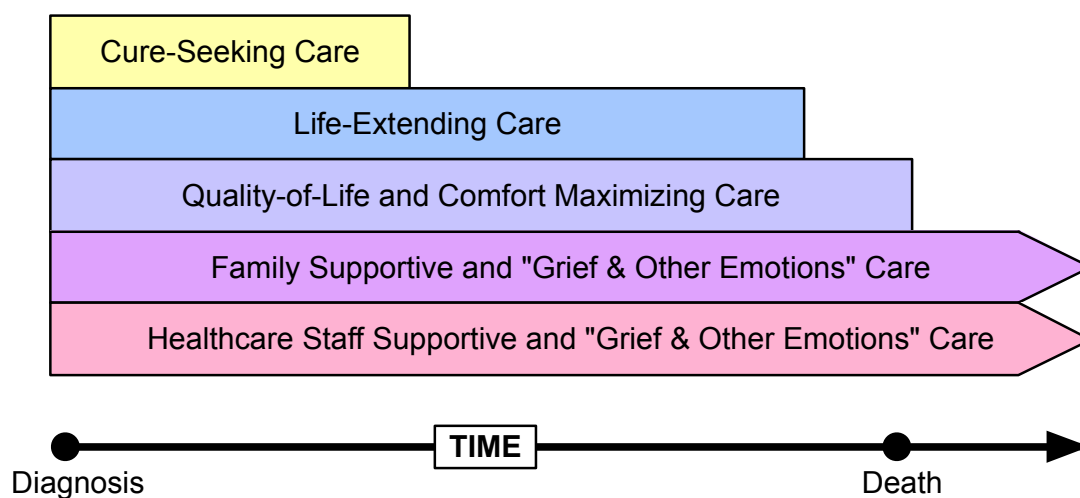 Cure-Seeking Care
Life-Extending Care
Quality-of-Life and Comfort Maximizing Care
Family Supportive and "Grief & Other Emotions" Care
Healthcare Staff Supportive and "Grief & Other Emotions" Care
TIME
Diagnosis
Death